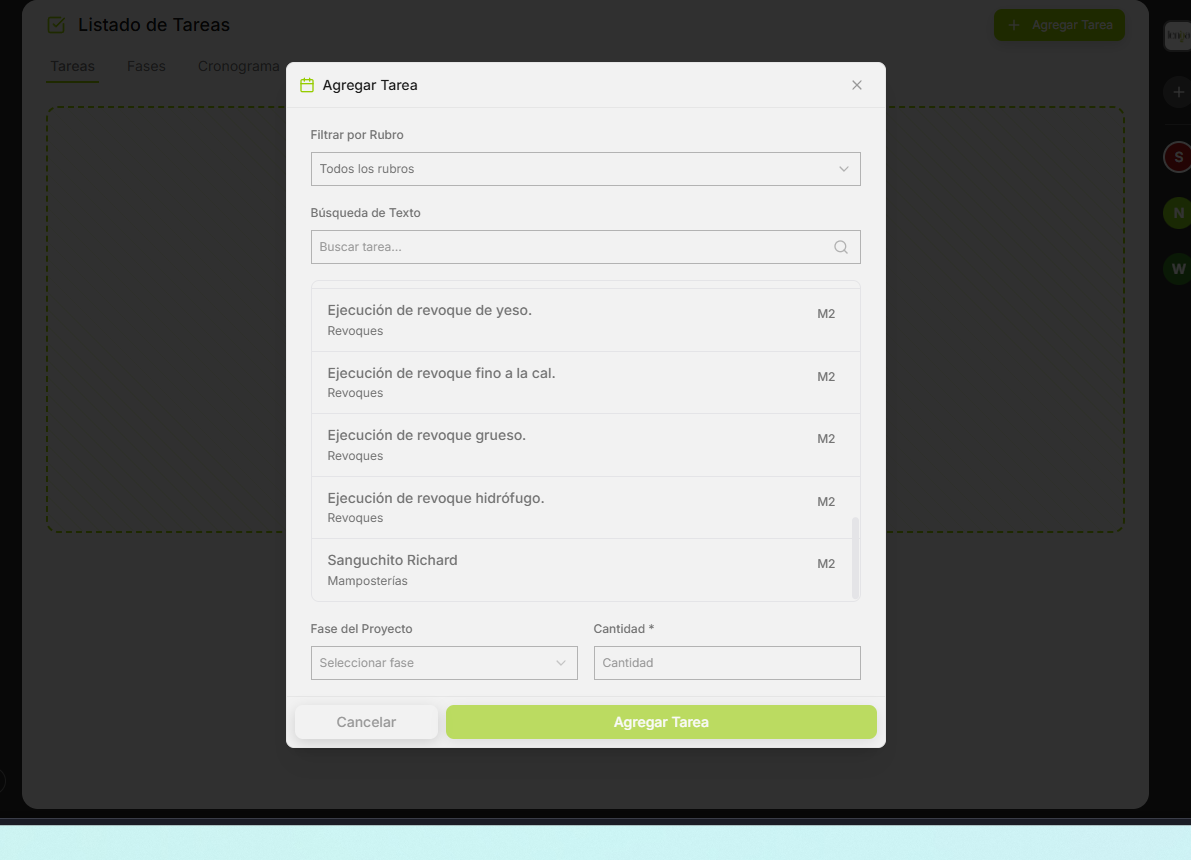 Listado de Tareas
Agregar Tarea
Tareas
Fases
Cronograma
Agregar Tarea
Filtrar por Rubro
Todos los rubros
Búsqueda de Texto
Buscar tarea...
Ejecución de revoque de yeso.
M2
Revoques
Ejecución de revoque fino a la cal.
M2
Revoques
Ejecución de revoque grueso.
M2
Revoques
Ejecución de revoque hidrófugo.
M2
Revoques
Sanguchito Richard
M2
Mamposterías
Fase del Proyecto
Cantidad *
Seleccionar fase
Cantidad
Cancelar
Agregar Tarea
S
N
W